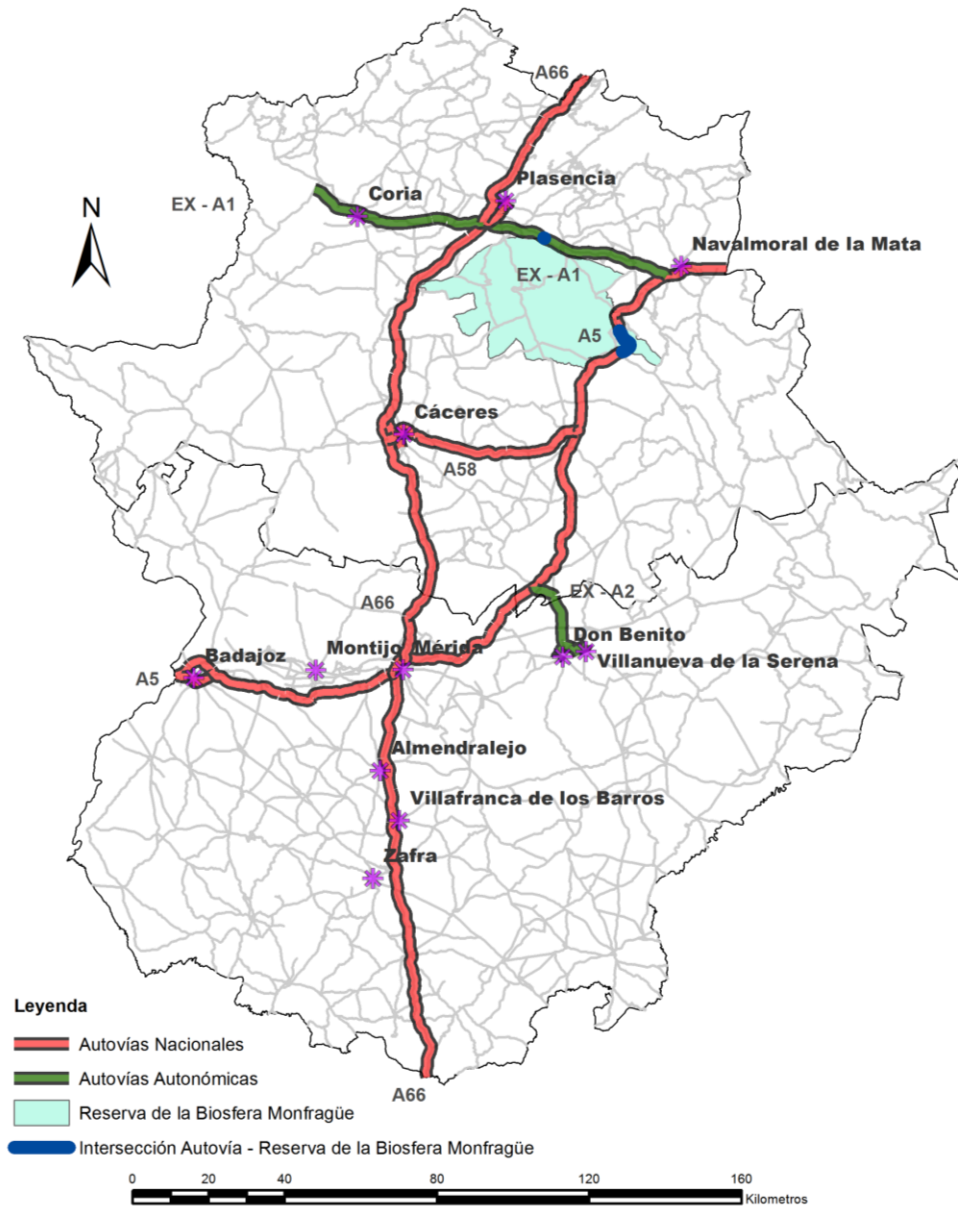 A66
Plasencia
Coria
EX - A1
N
Navalmoral de la Mata
EX - A1
A5
Cáceres
A58
A66
EX - A2
Don Benito
Montijo
Mérida
Badajoz
Villanueva de la Serena
A5
Almendralejo
Villafranca de los Barros
Zafra
Leyenda
Autovías Nacionales
Autovías Autonómicas
A66
Reserva de la Biosfera Monfragüe
Intersección Autovía - Reserva de la Biosfera Monfragüe
0 20 40 80 120 160
Kilometros